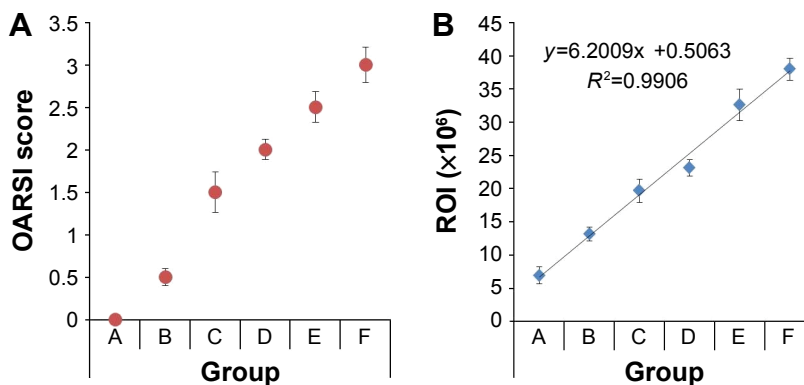 A
OARSI score
3.5
3
2.5
2
1.5
1
0.5
0
A B C D E F
Group
B
ROI (×10⁶)
y=6.2009x +0.5063
R²=0.9906
45
40
35
30
25
20
15
10
5
0
A B C D E F
Group